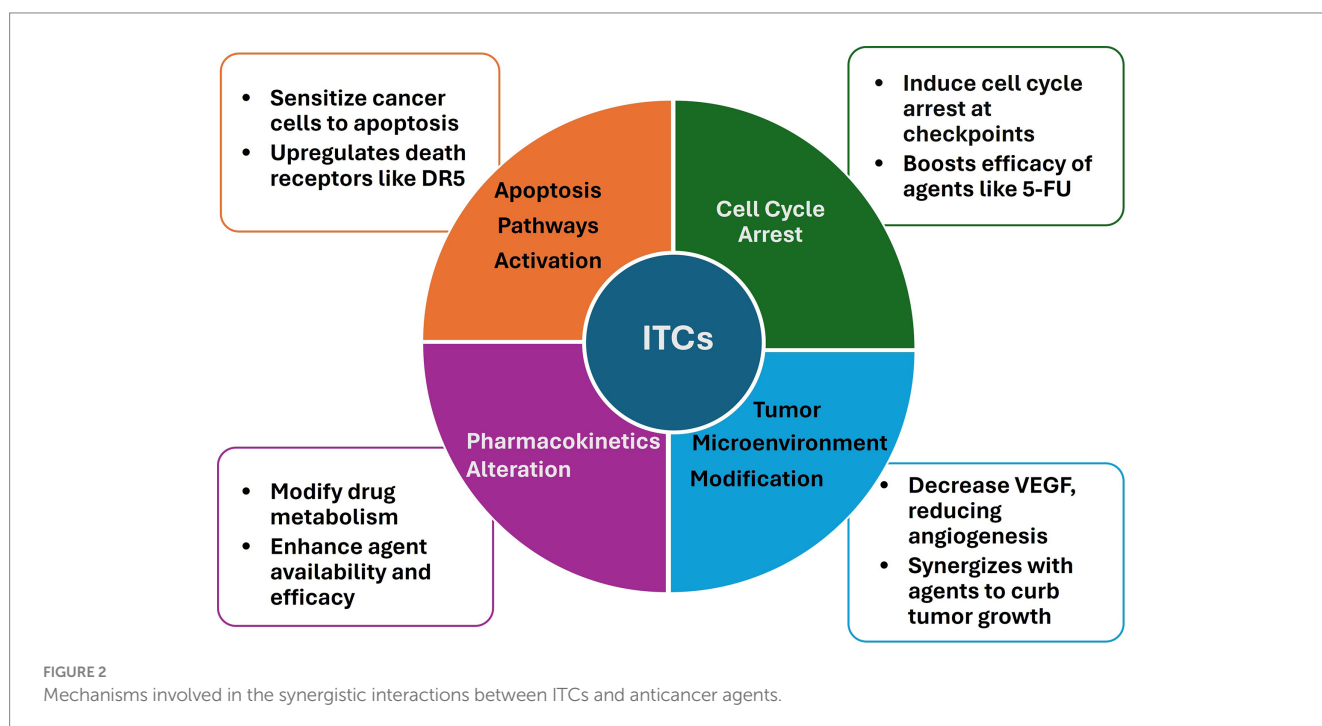 • Sensitize cancer
cells to apoptosis
• Upregulates death
receptors like DR5
• Induce cell cycle
arrest at
checkpoints
• Boosts efficacy of
agents like 5-FU
Apoptosis
Pathways
Activation
Cell Cycle
Arrest
ITCs
Pharmacokinetics
Alteration
Tumor
Microenvironment
Modification
• Modify drug
metabolism
• Enhance agent
availability and
efficacy
• Decrease VEGF,
reducing
angiogenesis
• Synergizes with
agents to curb
tumor growth
FIGURE 2
Mechanisms involved in the synergistic interactions between ITCs and anticancer agents.